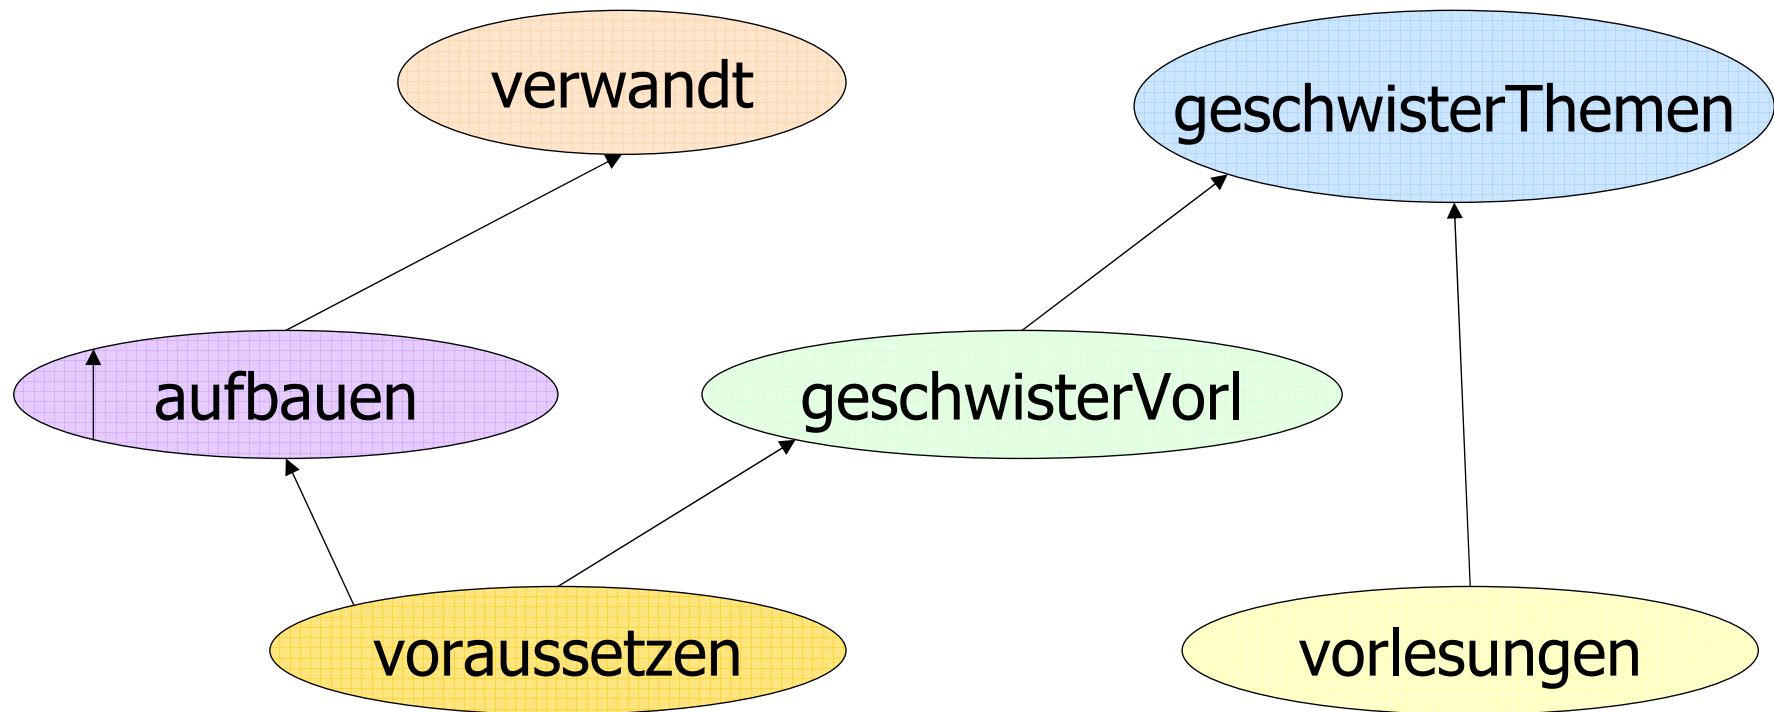 verwandt
geschwisterThemen
aufbauen
geschwisterVorl
voraussetzen
vorlesungen